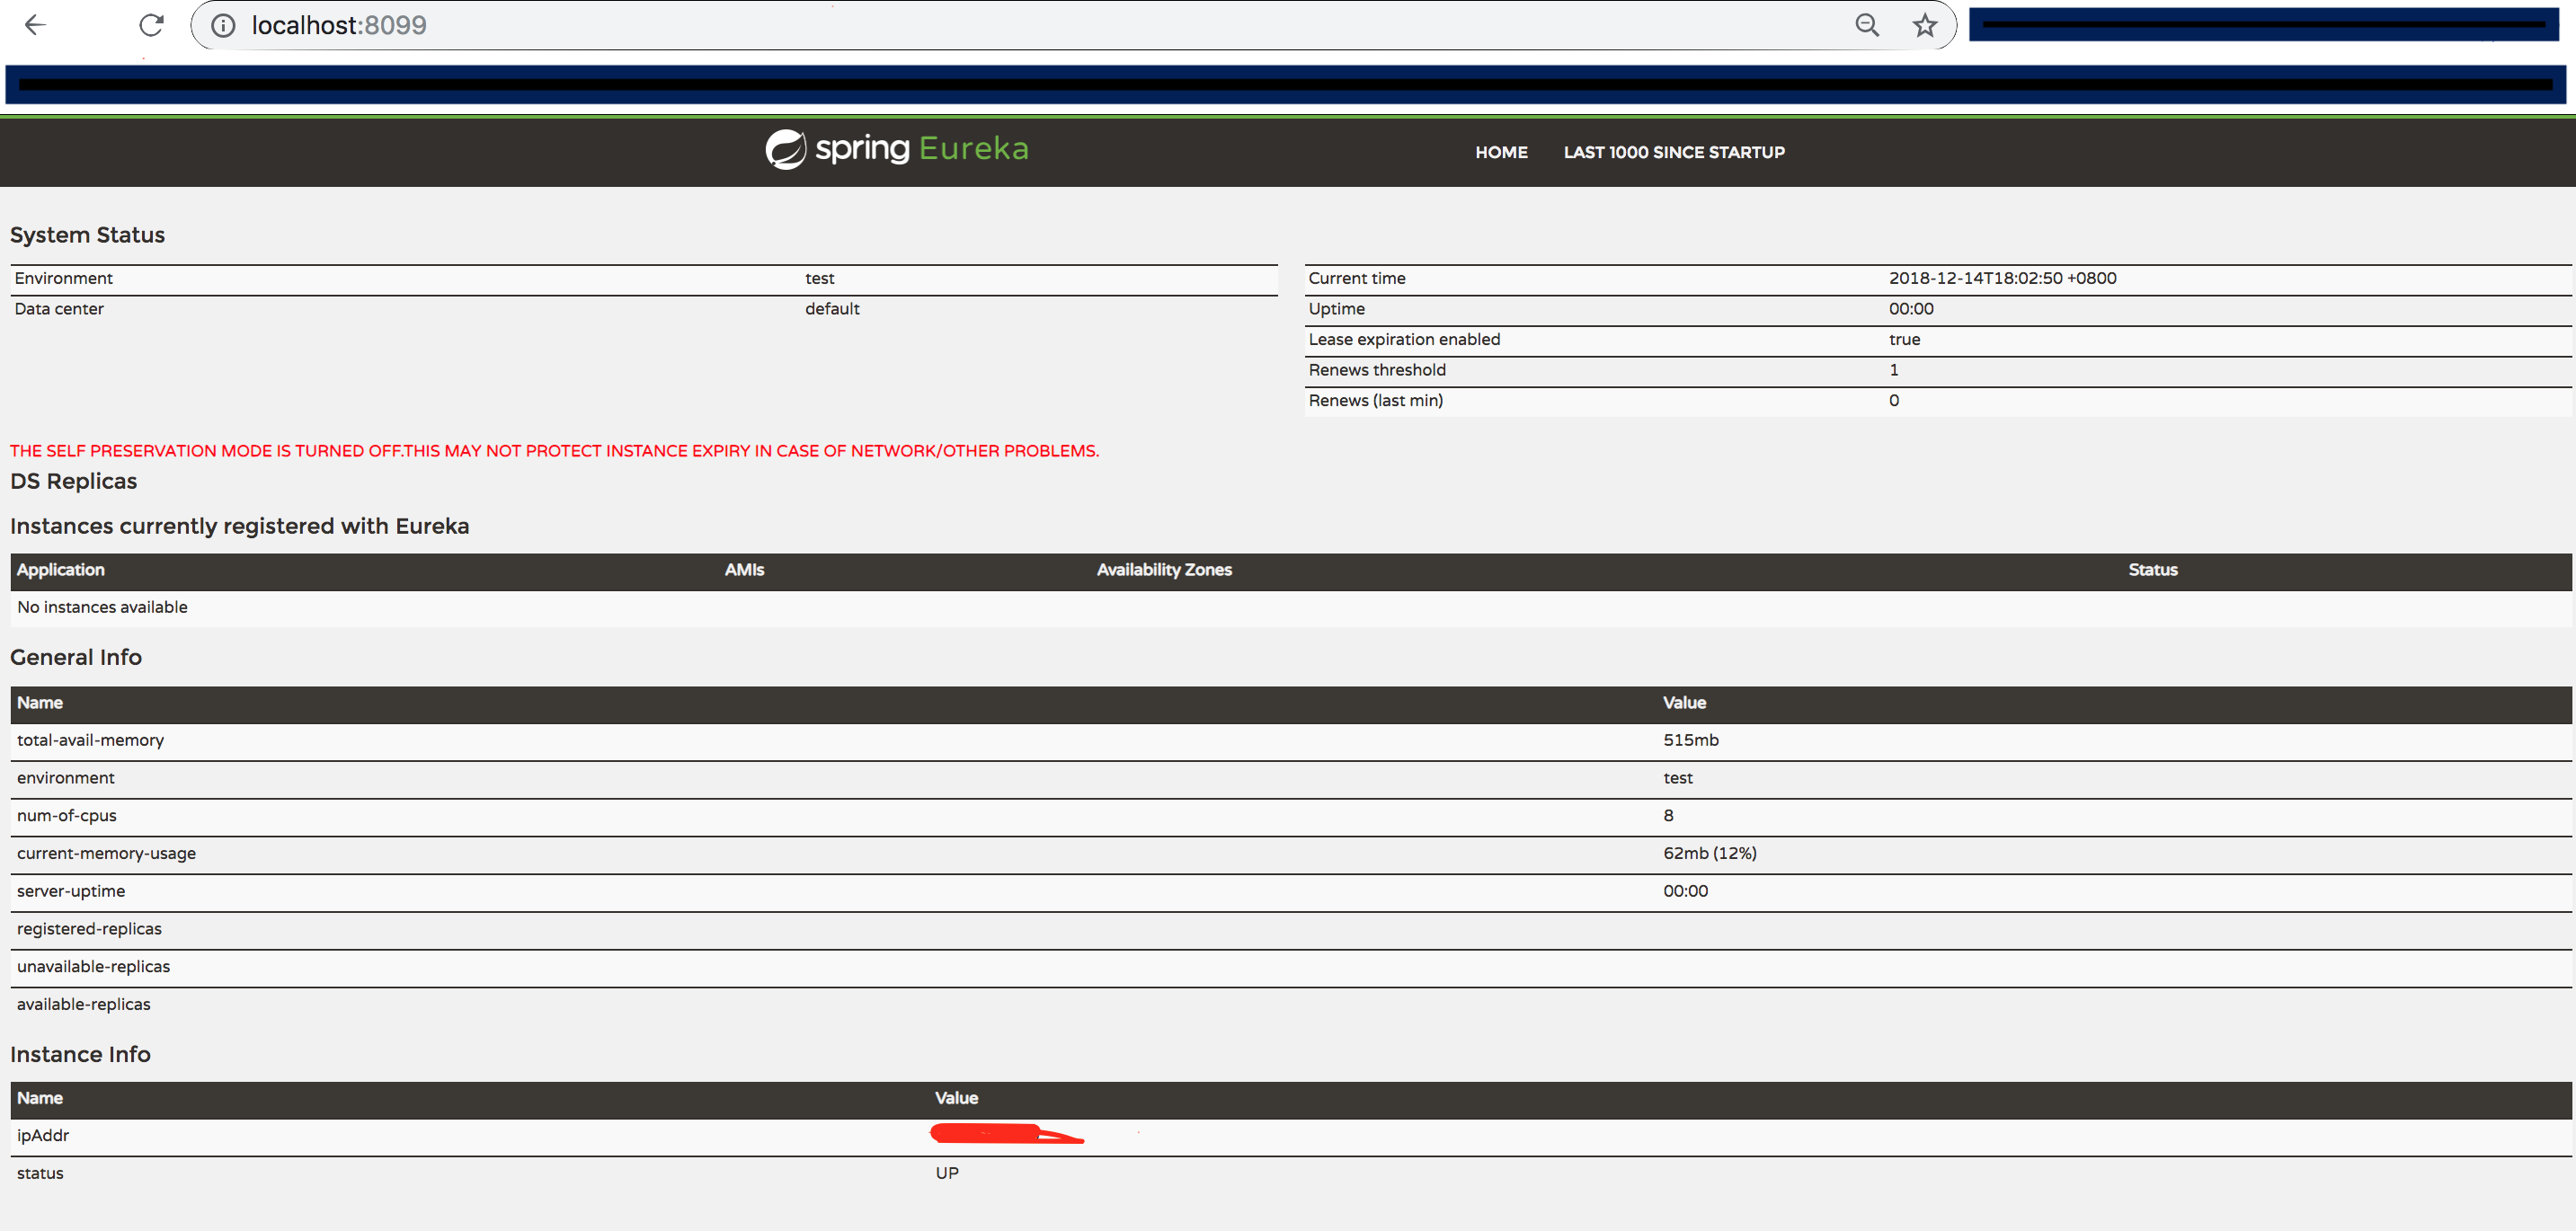 localhost:8099
spring Eureka
HOME LAST 1000 SINCE STARTUP
System Status
Environment test
Data center default
Current time 2018-12-14T18:02:50 +0800
Uptime 00:00
Lease expiration enabled true
Renews threshold 1
Renews (last min) 0
THE SELF PRESERVATION MODE IS TURNED OFF.THIS MAY NOT PROTECT INSTANCE EXPIRY IN CASE OF NETWORK/OTHER PROBLEMS.
DS Replicas
Instances currently registered with Eureka
Application AMIs Availability Zones Status
No instances available
General Info
Name Value
total-avail-memory 515mb
environment test
num-of-cpus 8
current-memory-usage 62mb (12%)
server-uptime 00:00
registered-replicas
unavailable-replicas
available-replicas
Instance Info
Name Value
ipAddr
status UP